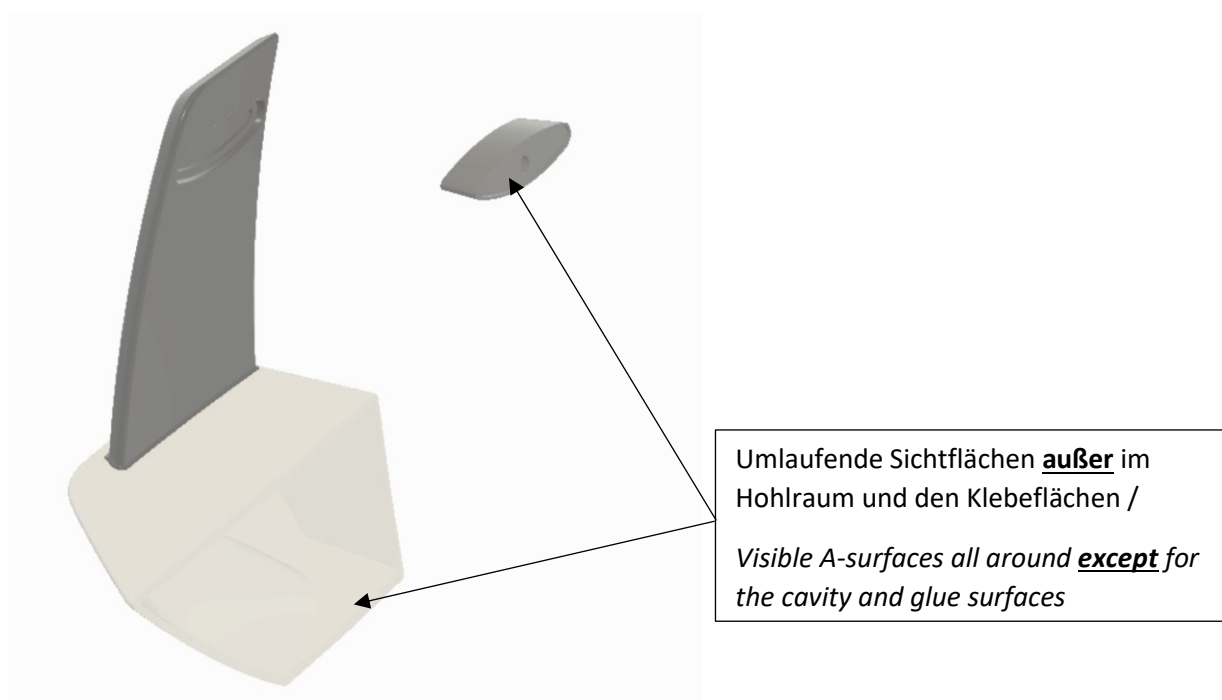 Umlaufende Sichtflächen außer im
Hohlraum und den Klebeflächen /
Visible A-surfaces all around except for
the cavity and glue surfaces